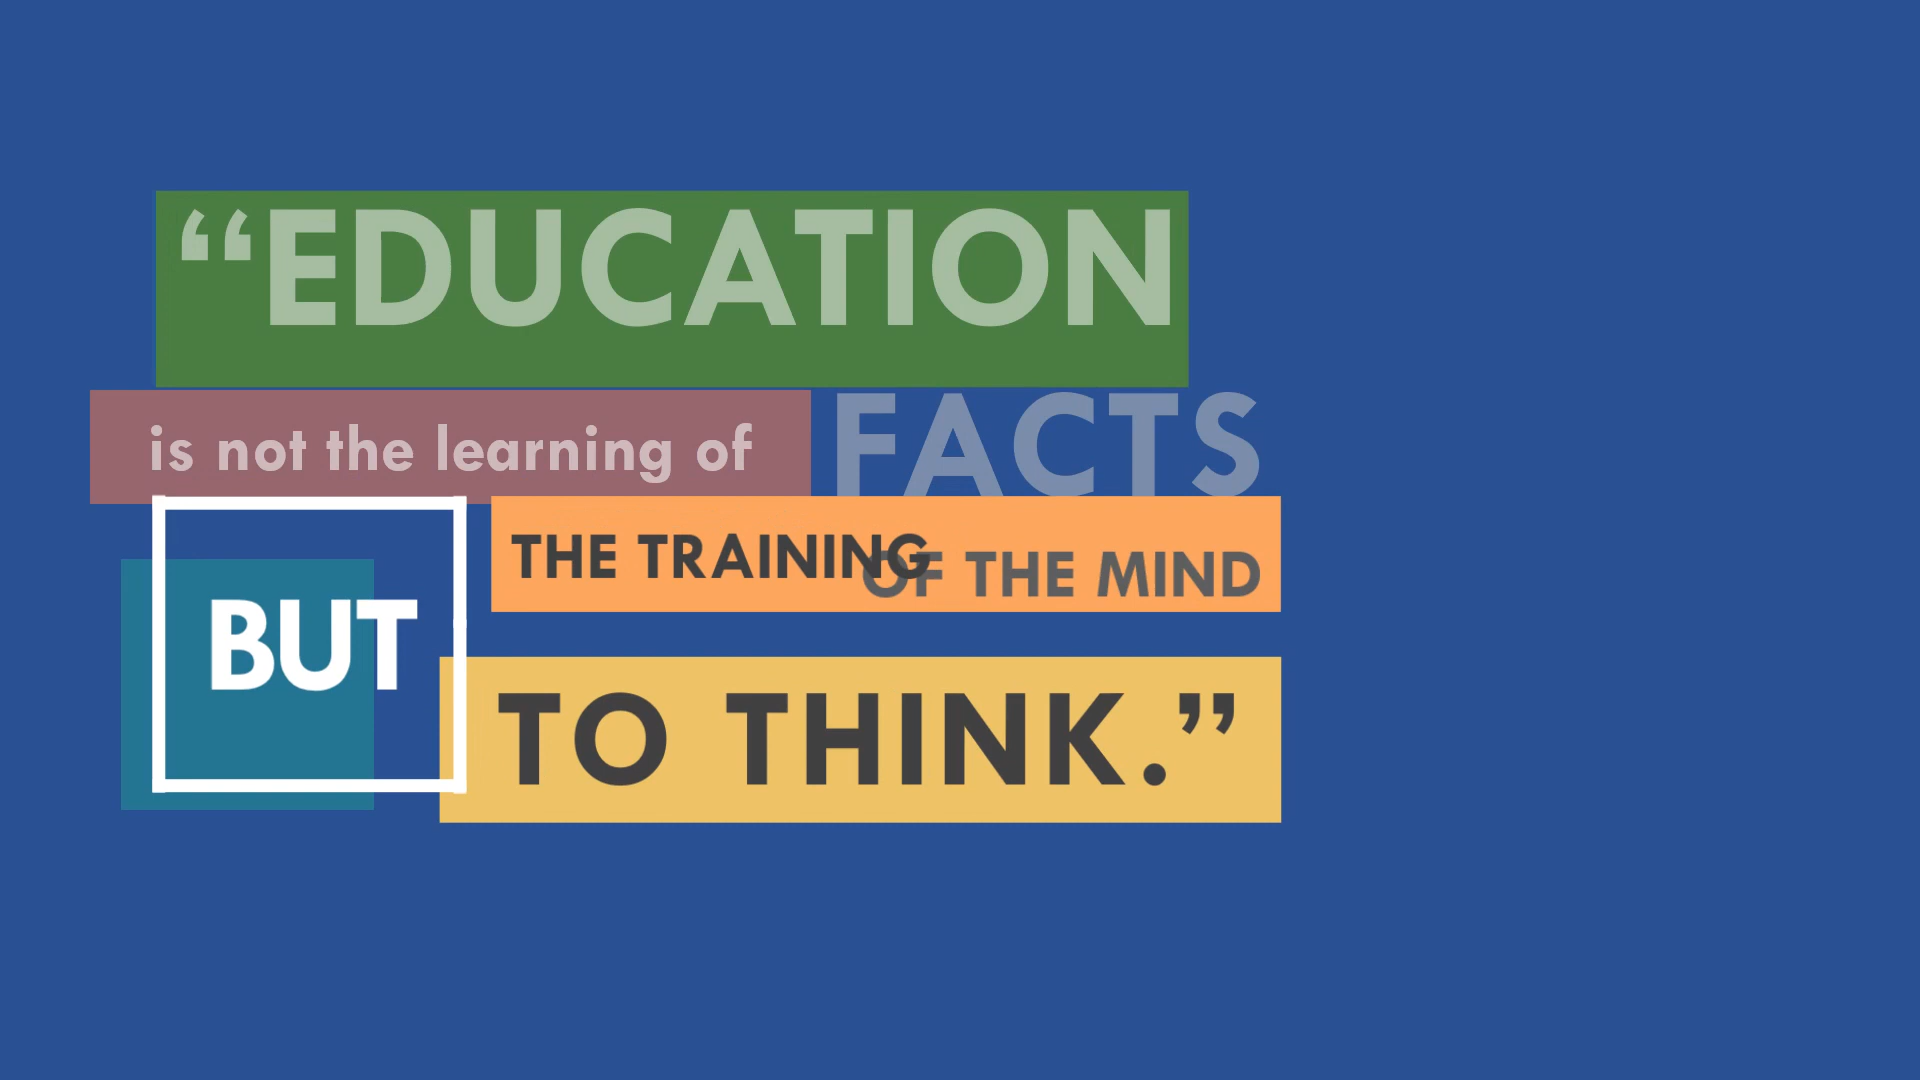 “EDUCATION
is not the learning of FACTS
BUT
THE TRAINING OF THE MIND
TO THINK.”